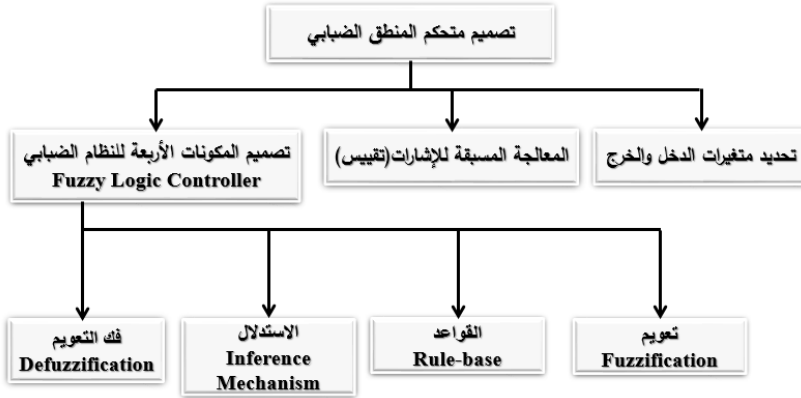 تصميم متحكم المنطق الضبابي
تحديد متغيرات الدخل والخرج
المعالجة المسبقة للإشارات(تقييس)
تصميم المكونات الأربعة للنظام الضبابي
Fuzzy Logic Controller
تعويم
Fuzzification
القواعد
Rule-base
الاستدلال
Inference
Mechanism
فك التعويم
Defuzzification